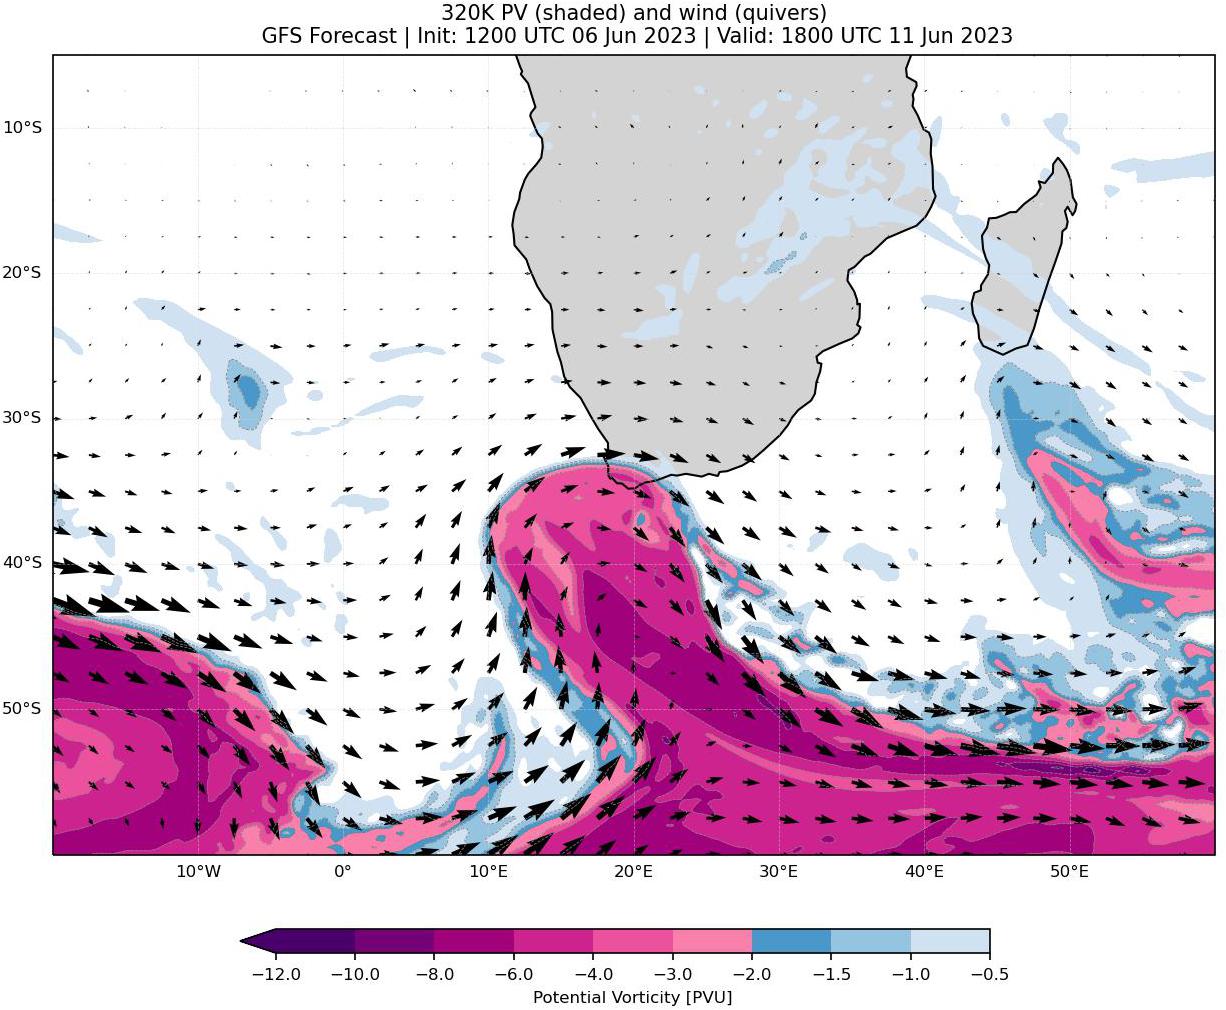 320K PV (shaded) and wind (quivers)
GFS Forecast | Init: 1200 UTC 06 Jun 2023 | Valid: 1800 UTC 11 Jun 2023
10°S
20°S
30°S
40°S
50°S
10°W 0° 10°E 20°E 30°E 40°E 50°E
−12.0 −10.0 −8.0 −6.0 −4.0 −3.0 −2.0 −1.5 −1.0 −0.5
Potential Vorticity [PVU]